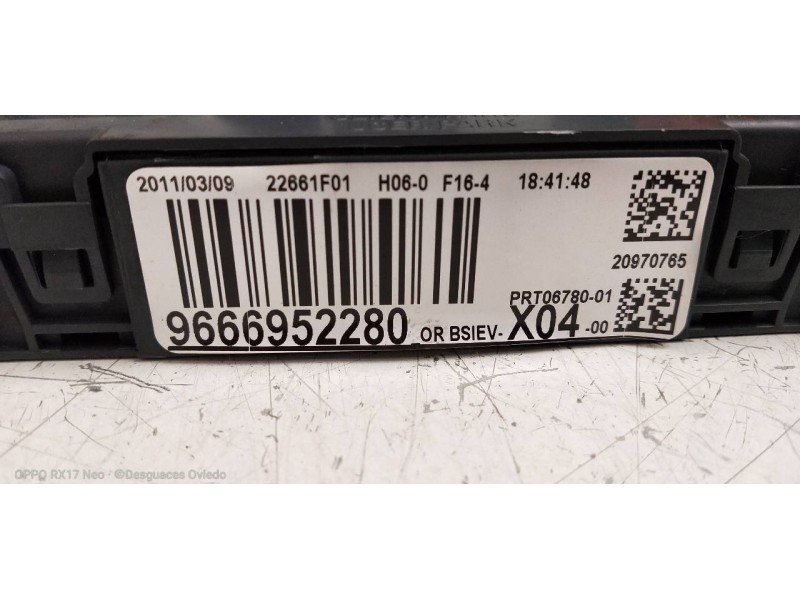 2011/03/09 22661F01 H06-0 F16-4 18:41:48
20970765
PRT06780-01
9666952280 OR BSIEV- X04 -00
OPPO RX17 Neo · ©Desguaces Oviedo